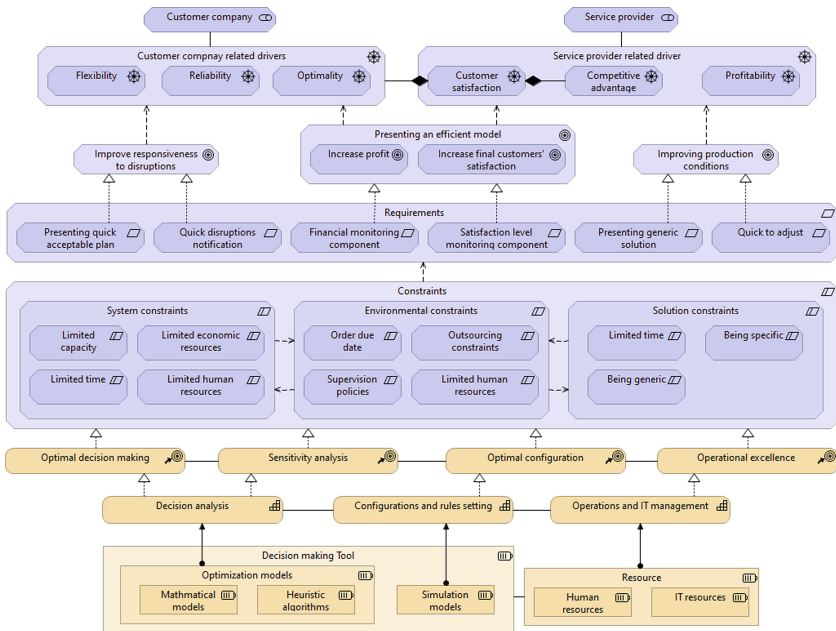 Customer company
Service provider
Customer compnay related drivers
Service provider related driver
Flexibility
Reliability
Optimality
Customer
satisfaction
Competitive
advantage
Profitability
Presenting an efficient model
Improve responsiveness
to disruptions
Increase profit
Increase final customers'
satisfaction
Improving production
conditions
Requirements
Presenting quick
acceptable plan
Quick disruptions
notification
Financial monitoring
component
Satisfaction level
monitoring component
Presenting generic
solution
Quick to adjust
Constraints
System constraints
Environmental constraints
Solution constraints
Limited
capacity
Limited economic
resources
Order due
date
Outsourcing
constraints
Limited time
Being specific
Limited time
Limited human
resources
Supervision
policies
Limited human
resources
Being generic
Optimal decision making
Sensitivity analysis
Optimal configuration
Operational excellence
Decision analysis
Configurations and rules setting
Operations and IT management
Decision making Tool
Optimization models
Resource
Mathmatical
models
Heuristic
algorithms
Simulation
models
Human
resources
IT resources